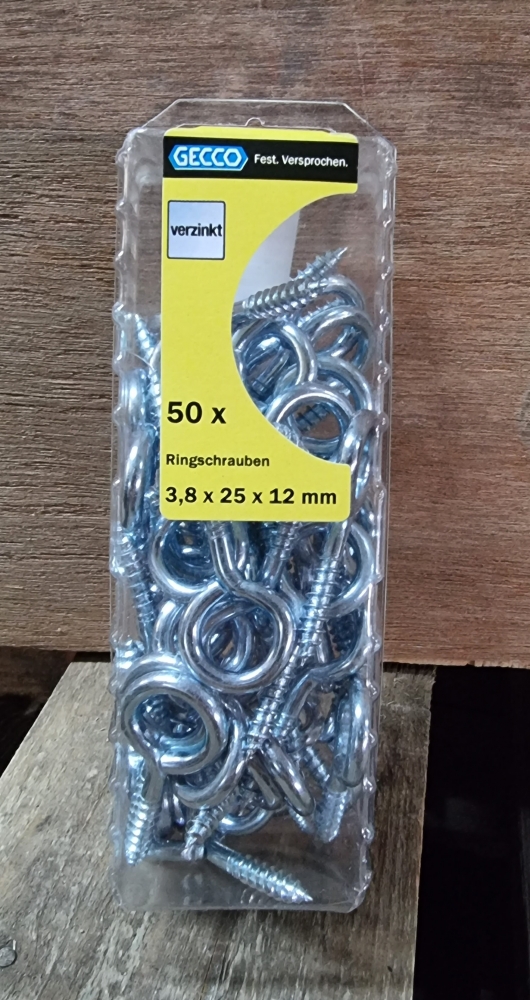 GECCO Fest. Versprochen.
verzinkt
50 x
Ringschrauben
3,8 x 25 x 12 mm